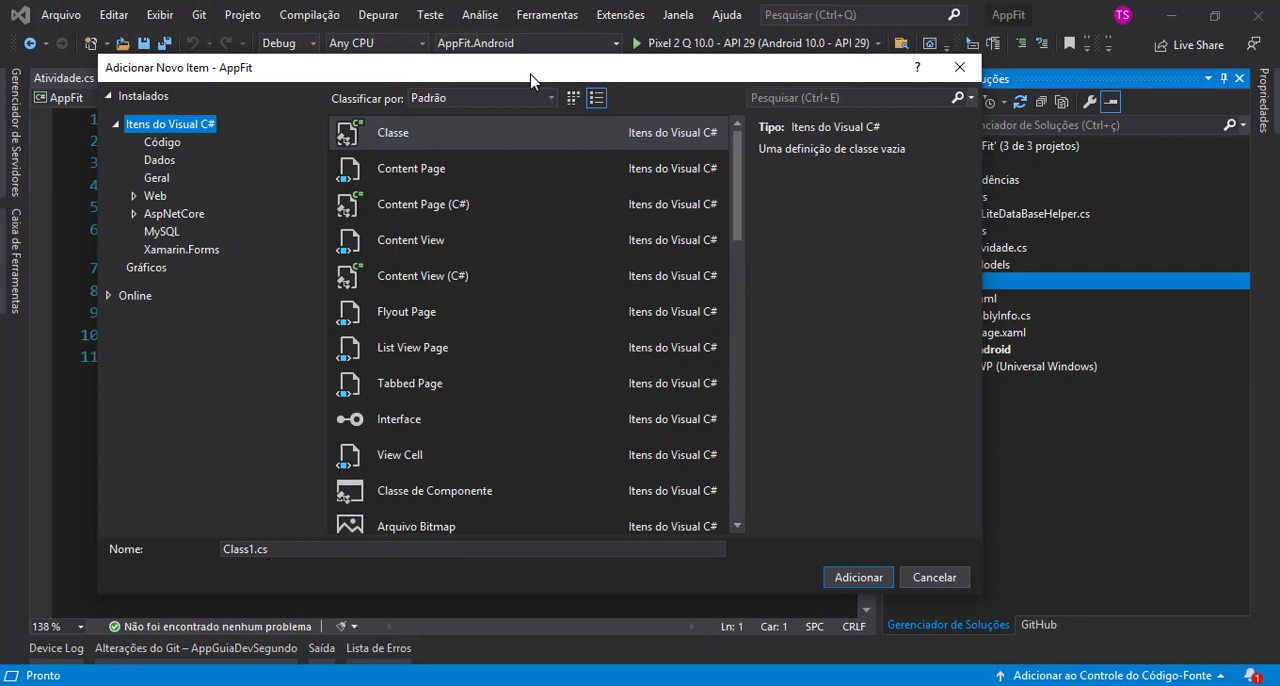 Arquivo Editar Exibir Git Projeto Compilação Depurar Teste Análise Ferramentas Extensões Janela Ajuda Pesquisar (Ctrl+Q) AppFit TS
Debug Any CPU AppFit.Android Pixel 2 Q 10.0 - API 29 (Android 10.0 - API 29) Live Share
Gerenciador de Servidores
Caixa de Ferramentas
Atividade.cs
AppFit
1
2
3
4
5
6
7
8
9
10
11
Adicionar Novo Item - AppFit ?
Instalados
Itens do Visual C#
Código
Dados
Geral
Web
AspNetCore
MySQL
Xamarin.Forms
Gráficos
Online
Classificar por: Padrão
Pesquisar (Ctrl+E)
Classe Itens do Visual C#
Content Page Itens do Visual C#
Content Page (C#) Itens do Visual C#
Content View Itens do Visual C#
Content View (C#) Itens do Visual C#
Flyout Page Itens do Visual C#
List View Page Itens do Visual C#
Tabbed Page Itens do Visual C#
Interface Itens do Visual C#
View Cell Itens do Visual C#
Classe de Componente Itens do Visual C#
Arquivo Bitmap Itens do Visual C#
Tipo: Itens do Visual C#
Uma definição de classe vazia
Nome: Class1.cs
Adicionar Cancelar
uções
nciador de Soluções (Ctrl+ç)
Fit' (3 de 3 projetos)
dências
s
LiteDataBaseHelper.cs
s
vidade.cs
odels
aml
blyInfo.cs
age.xaml
ndroid
WP (Universal Windows)
Propriedades
138 % Não foi encontrado nenhum problema Ln: 1 Car: 1 SPC CRLF
Gerenciador de Soluções GitHub
Device Log Alterações do Git – AppGuiaDevSegundo Saída Lista de Erros
Pronto Adicionar ao Controle do Código-Fonte 1